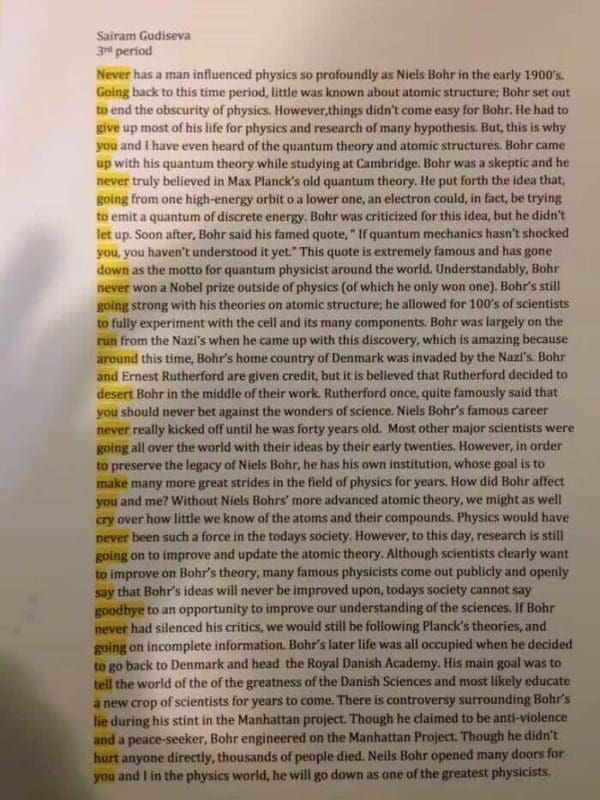 Sairam Gudiseva
3rd period
Never has a man influenced physics so profoundly as Niels Bohr in the early 1900's.
Going back to this time period, little was known about atomic structure; Bohr set out
to end the obscurity of physics. However,things didn't come easy for Bohr. He had to
give up most of his life for physics and research of many hypothesis. But, this is why
you and I have even heard of the quantum theory and atomic structures. Bohr came
up with his quantum theory while studying at Cambridge. Bohr was a skeptic and he
never truly believed in Max Planck's old quantum theory. He put forth the idea that,
going from one high-energy orbit o a lower one, an electron could, in fact, be trying
to emit a quantum of discrete energy. Bohr was criticized for this idea, but he didn't
let up. Soon after, Bohr said his famed quote, " If quantum mechanics hasn't shocked
you, you haven't understood it yet." This quote is extremely famous and has gone
down as the motto for quantum physicist around the world. Understandably, Bohr
never won a Nobel prize outside of physics (of which he only won one). Bohr's still
going strong with his theories on atomic structure; he allowed for 100's of scientists
to fully experiment with the cell and its many components. Bohr was largely on the
run from the Nazi's when he came up with this discovery, which is amazing because
around this time, Bohr's home country of Denmark was invaded by the Nazi's. Bohr
and Ernest Rutherford are given credit, but it is believed that Rutherford decided to
desert Bohr in the middle of their work. Rutherford once, quite famously said that
you should never bet against the wonders of science. Niels Bohr's famous career
never really kicked off until he was forty years old.  Most other major scientists were
going all over the world with their ideas by their early twenties. However, in order
to preserve the legacy of Niels Bohr, he has his own institution, whose goal is to
make many more great strides in the field of physics for years. How did Bohr affect
you and me? Without Niels Bohrs' more advanced atomic theory, we might as well
cry over how little we know of the atoms and their compounds. Physics would have
never been such a force in the todays society. However, to this day, research is still
going on to improve and update the atomic theory. Although scientists clearly want
to improve on Bohr's theory, many famous physicists come out publicly and openly
say that Bohr's ideas will never be improved upon, todays society cannot say
goodbye to an opportunity to improve our understanding of the sciences. If Bohr
never had silenced his critics, we would still be following Planck's theories, and
going on incomplete information. Bohr's later life was all occupied when he decided
to go back to Denmark and head  the Royal Danish Academy. His main goal was to
tell the world of the of the greatness of the Danish Sciences and most likely educate
a new crop of scientists for years to come. There is controversy surrounding Bohr's
lie during his stint in the Manhattan project. Though he claimed to be anti-violence
and a peace-seeker, Bohr engineered on the Manhattan Project. Though he didn't
hurt anyone directly, thousands of people died. Neils Bohr opened many doors for
you and I in the physics world, he will go down as one of the greatest physicists.